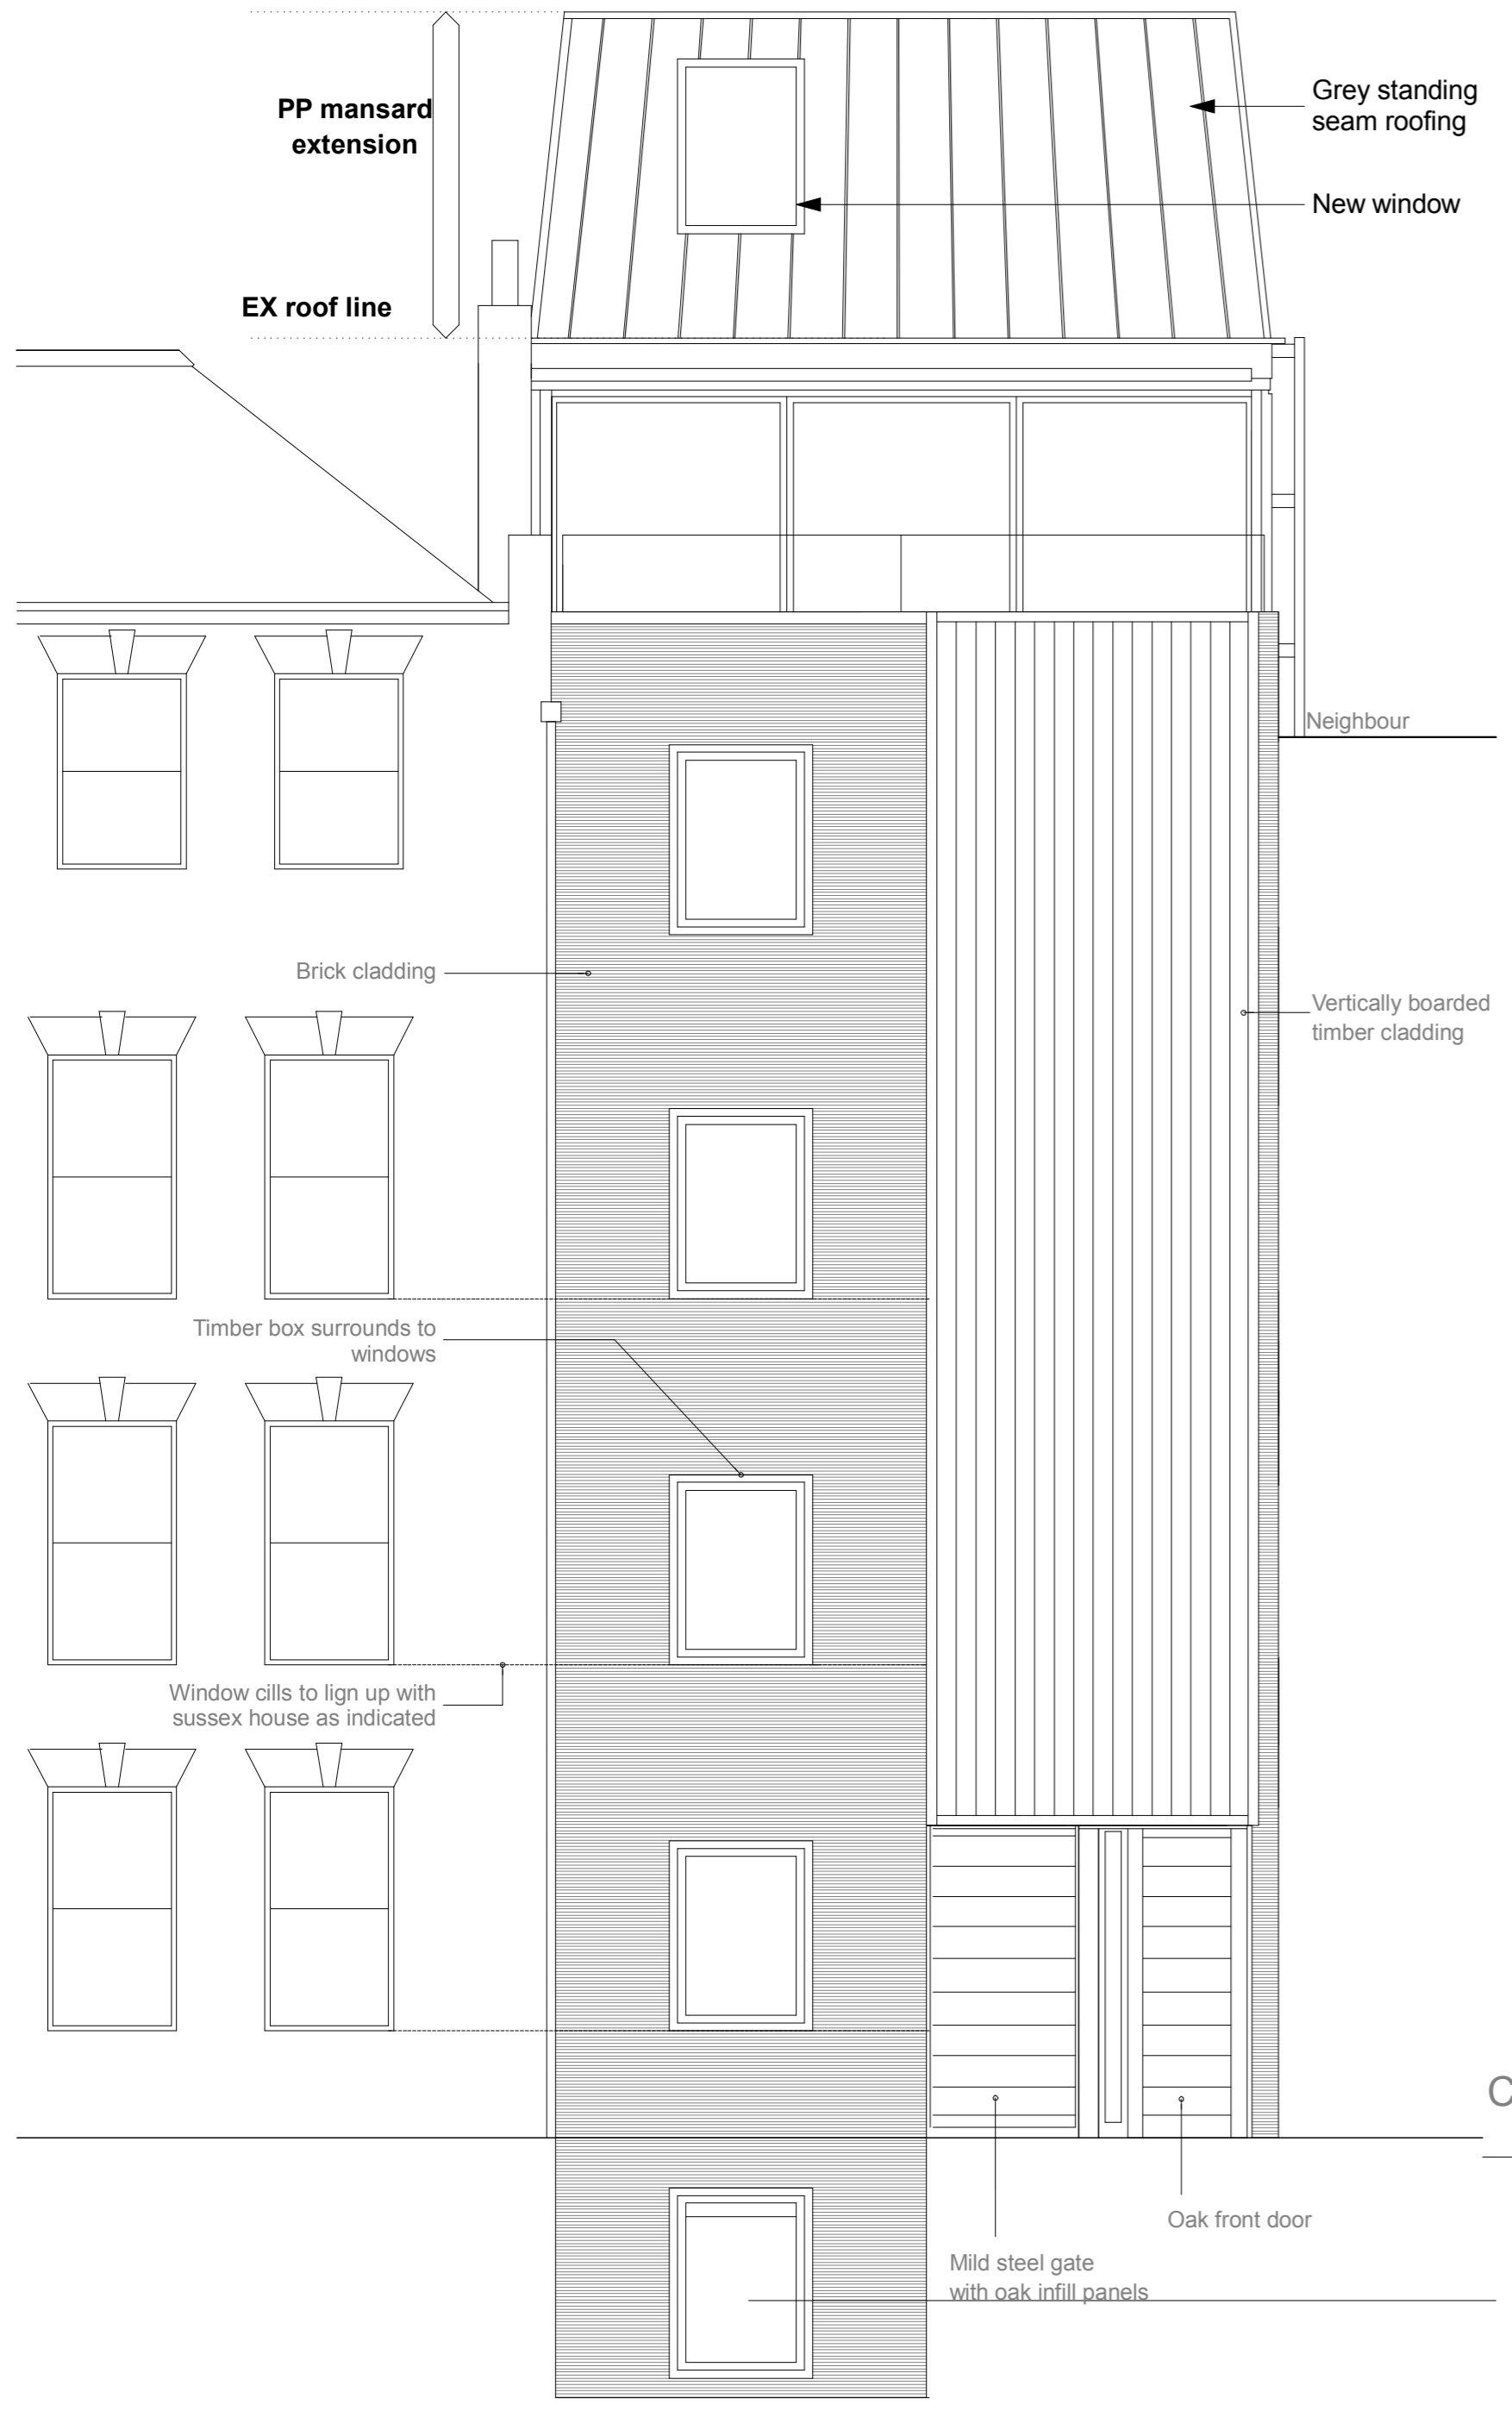 PP mansard
extension
Grey standing
seam roofing
New window
EX roof line
Neighbour
Brick cladding
Vertically boarded
timber cladding
Timber box surrounds to
windows
Window cills to lign up with
sussex house as indicated
C
Oak front door
Mild steel gate
with oak infill panels